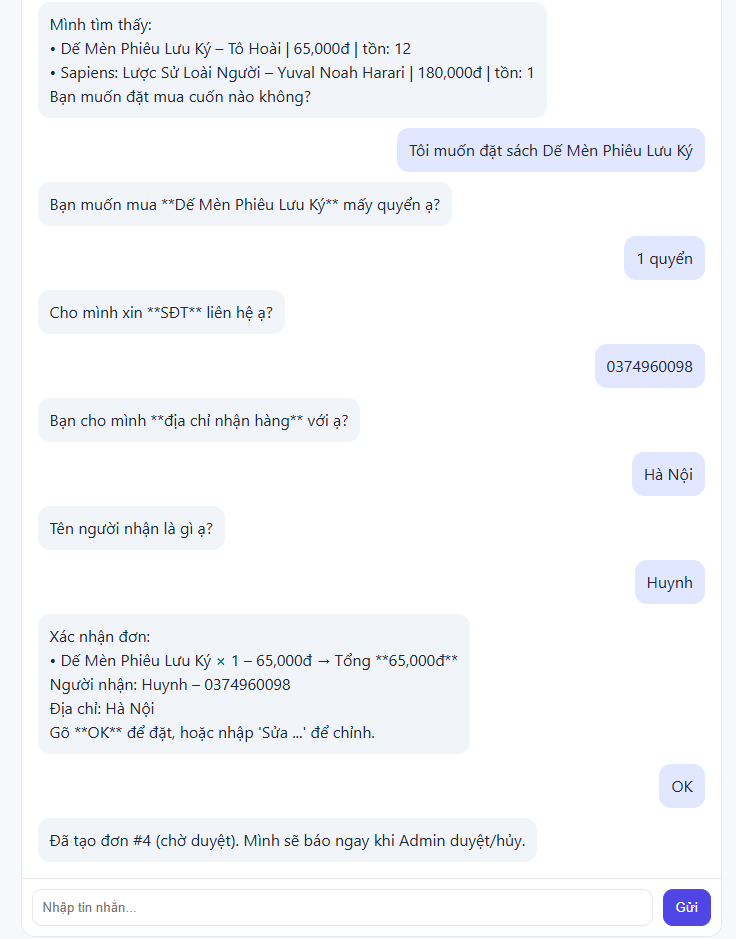 Mình tìm thấy:
• Dế Mèn Phiêu Lưu Ký – Tô Hoài | 65,000đ | tồn: 12
• Sapiens: Lược Sử Loài Người – Yuval Noah Harari | 180,000đ | tồn: 1
Bạn muốn đặt mua cuốn nào không?
Tôi muốn đặt sách Dế Mèn Phiêu Lưu Ký
Bạn muốn mua **Dế Mèn Phiêu Lưu Ký** mấy quyển ạ?
1 quyển
Cho mình xin **SĐT** liên hệ ạ?
0374960098
Bạn cho mình **địa chỉ nhận hàng** với ạ?
Hà Nội
Tên người nhận là gì ạ?
Huynh
Xác nhận đơn:
• Dế Mèn Phiêu Lưu Ký × 1 – 65,000đ → Tổng **65,000đ**
Người nhận: Huynh – 0374960098
Địa chỉ: Hà Nội
Gõ **OK** để đặt, hoặc nhập 'Sửa ...' để chỉnh.
OK
Đã tạo đơn #4 (chờ duyệt). Mình sẽ báo ngay khi Admin duyệt/hủy.
Nhập tin nhắn...
Gửi